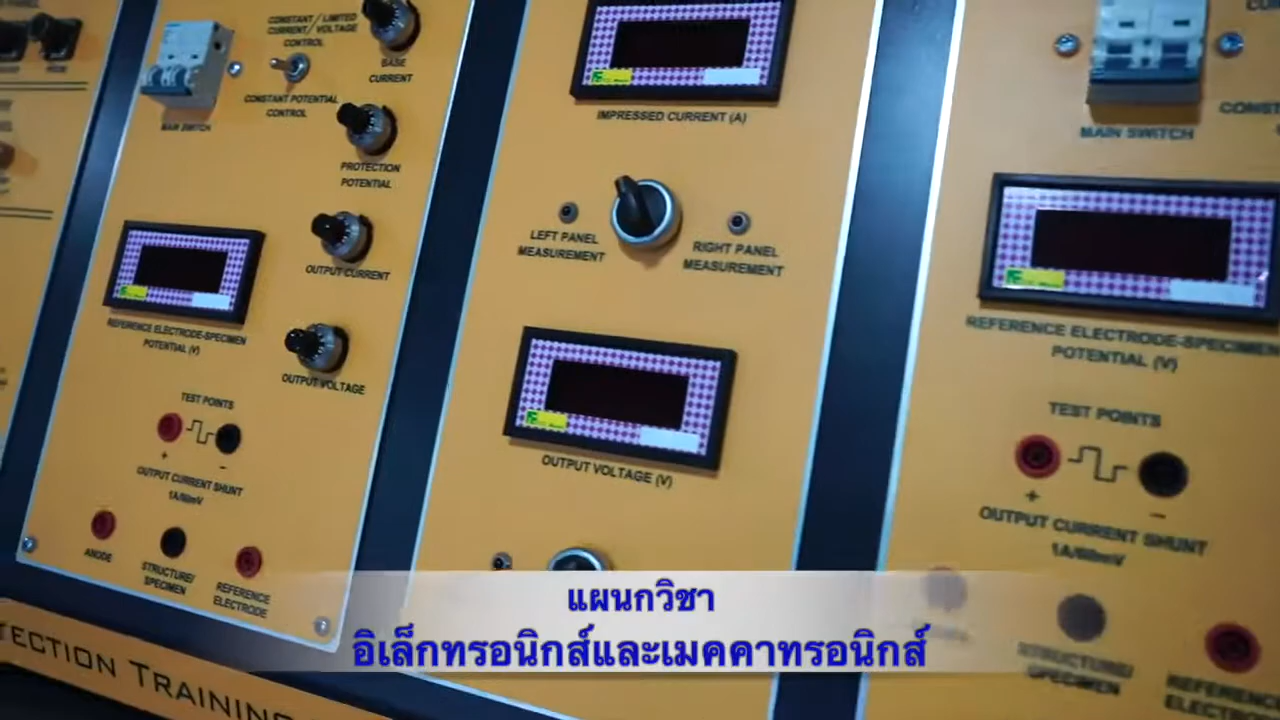 CONSTANT/LIMITED
CURRENT/VOLTAGE
CONTROL
BASE
CURRENT
CONSTANT POTENTIAL
CONTROL
MAIN SWITCH
PROTECTION
POTENTIAL
OUTPUT CURRENT
REFERENCE ELECTRODE-SPECIMEN
POTENTIAL (V)
OUTPUT VOLTAGE
TEST POINTS
+ -
OUTPUT CURRENT SHUNT
1A/60mV
ANODE
STRUCTURE/
SPECIMEN
REFERENCE
ELECTRODE
IMPRESSED CURRENT (A)
LEFT PANEL
MEASUREMENT
RIGHT PANEL
MEASUREMENT
OUTPUT VOLTAGE (V)
MAIN SWITCH
REFERENCE ELECTRODE-SPECIMEN
POTENTIAL (V)
TEST POINTS
+ -
OUTPUT CURRENT SHUNT
1A/60mV
STRUCTURE/
SPECIMEN
TECTION TRAINING
แผนกวิชา
อิเล็กทรอนิกส์และเมคคาทรอนิกส์